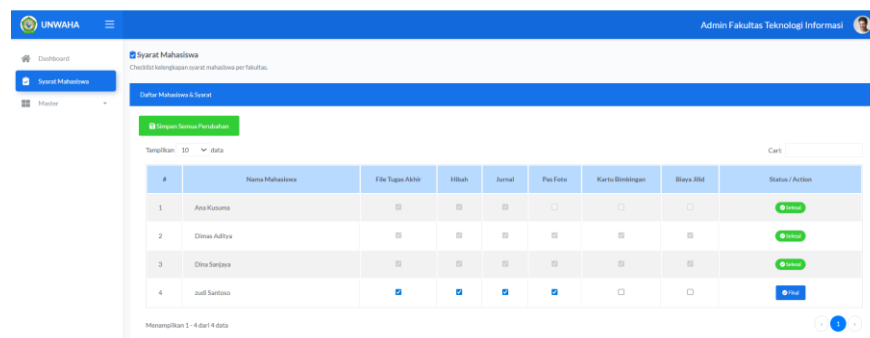 UNWAHA
Admin Fakultas Teknologi Informasi
Dashboard
Syarat Mahasiswa
Master
Syarat Mahasiswa
Checklist kelengkapan syarat mahasiswa per fakultas.
Daftar Mahasiswa & Syarat
Simpan Semua Perubahan
Tampilkan 10 data
Cari:
# Nama Mahasiswa File Tugas Akhir Hibah Jurnal Pas Foto Kartu Bimbingan Biaya Jilid Status / Action
1 Ana Kusuma Selesai
2 Dimas Aditya Selesai
3 Dina Sanjaya Selesai
4 zudi Santoso Final
Menampilkan 1 - 4 dari 4 data
‹ 1 ›